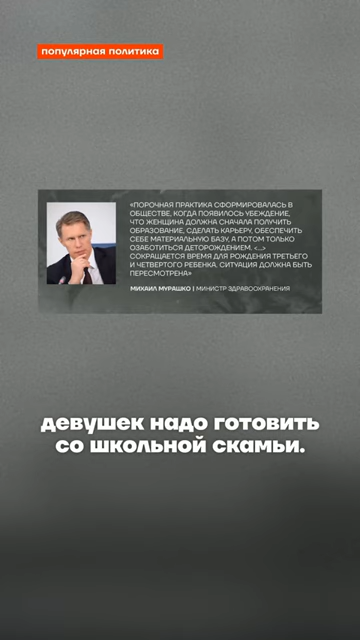 популярная политика
«ПОРОЧНАЯ ПРАКТИКА СФОРМИРОВАЛАСЬ В
ОБЩЕСТВЕ, КОГДА ПОЯВИЛОСЬ УБЕЖДЕНИЕ,
ЧТО ЖЕНЩИНА ДОЛЖНА СНАЧАЛА ПОЛУЧИТЬ
ОБРАЗОВАНИЕ, СДЕЛАТЬ КАРЬЕРУ, ОБЕСПЕЧИТЬ
СЕБЕ МАТЕРИАЛЬНУЮ БАЗУ, А ПОТОМ ТОЛЬКО
ОЗАБОТИТЬСЯ ДЕТОРОЖДЕНИЕМ. <...>
СОКРАЩАЕТСЯ ВРЕМЯ ДЛЯ РОЖДЕНИЯ ТРЕТЬЕГО
И ЧЕТВЕРТОГО РЕБЕНКА, СИТУАЦИЯ ДОЛЖНА БЫТЬ
ПЕРЕСМОТРЕНА»
МИХАИЛ МУРАШКО | МИНИСТР ЗДРАВООХРАНЕНИЯ
девушек надо готовить
со школьной скамьи.